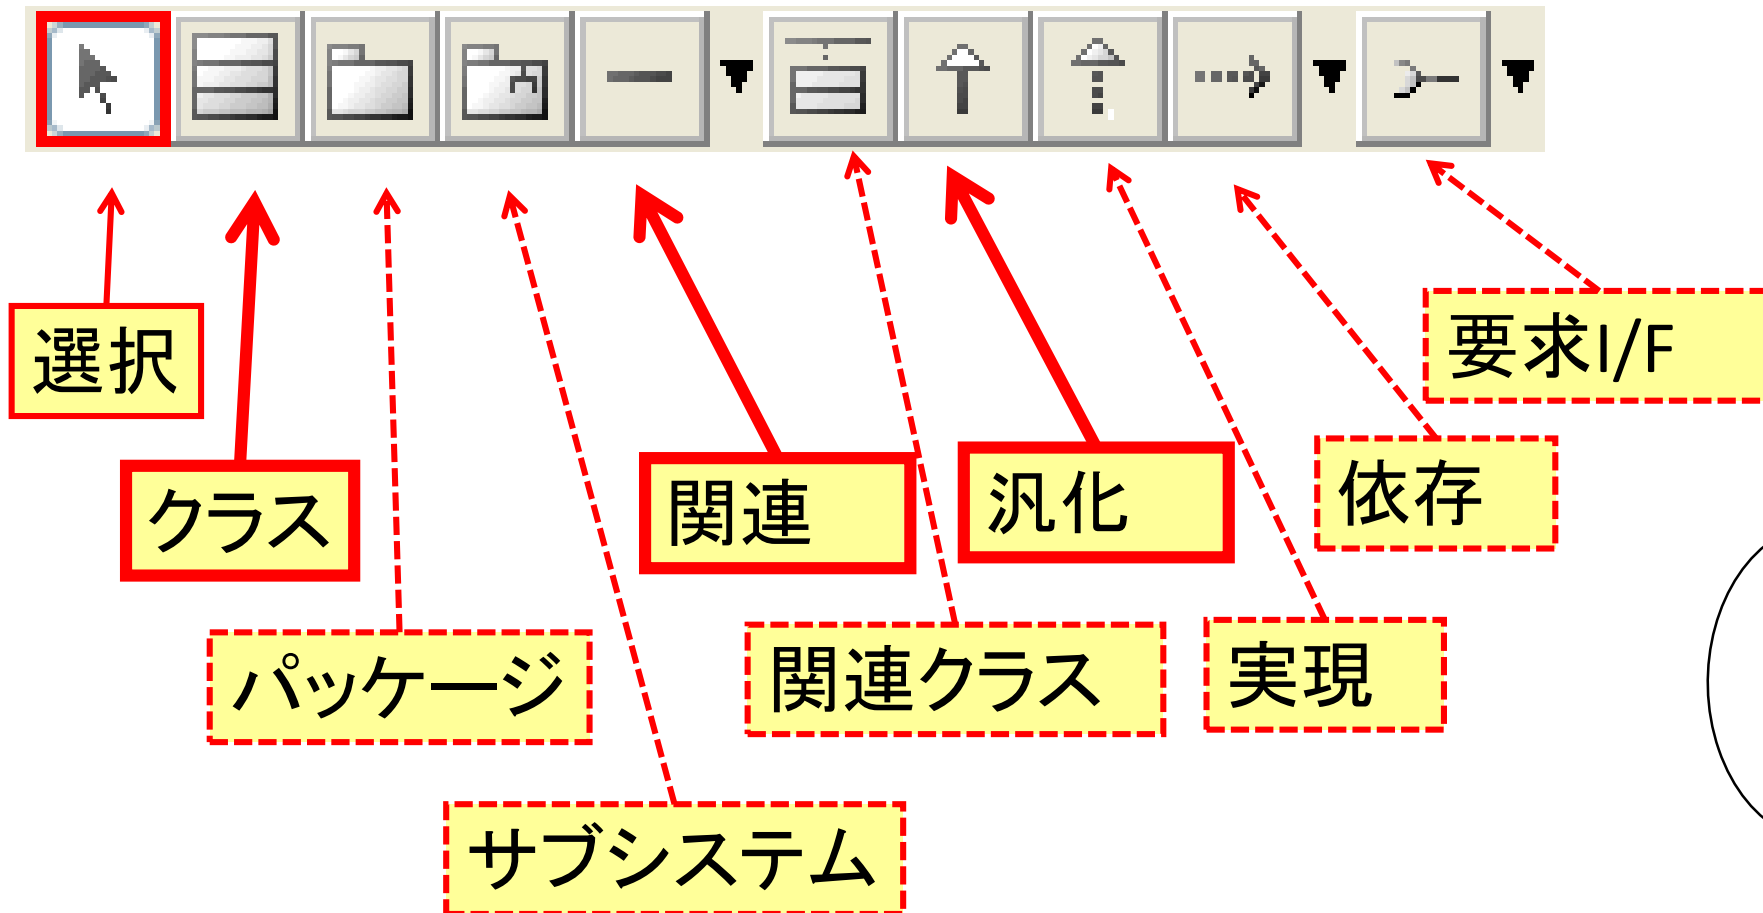 選択
要求I/F
クラス
関連
汎化
依存
パッケージ
関連クラス
実現
サブシステム